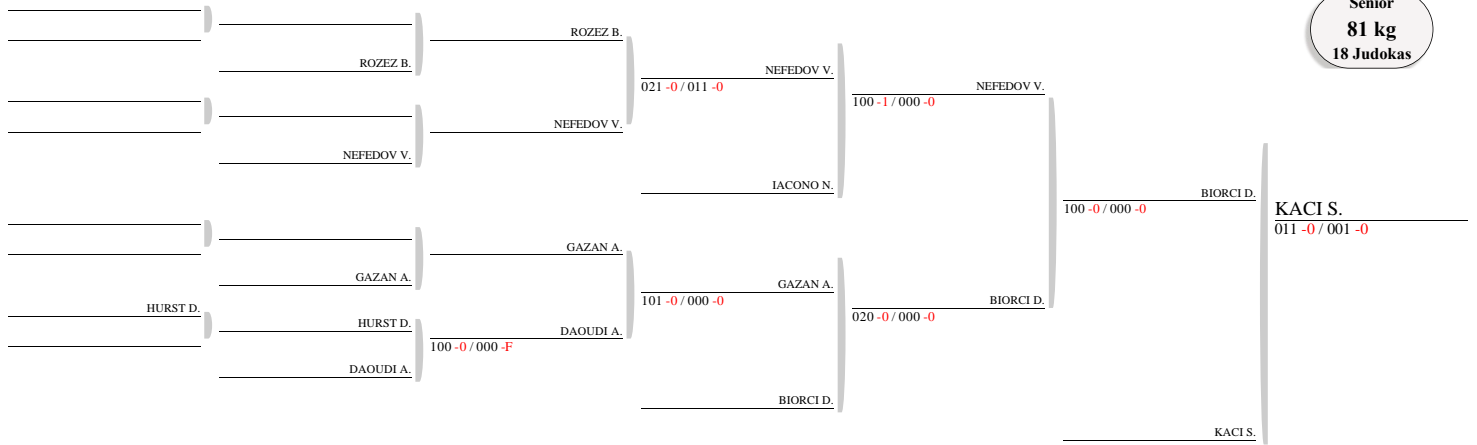 Senior
81 kg
18 Judokas
ROZEZ B.
ROZEZ B.
NEFEDOV V.
021 -0 / 011 -0
NEFEDOV V.
100 -1 / 000 -0
NEFEDOV V.
NEFEDOV V.
IACONO N.
BIORCI D.
100 -0 / 000 -0
KACI S.
011 -0 / 001 -0
GAZAN A.
GAZAN A.
GAZAN A.
101 -0 / 000 -0
HURST D.
HURST D.
DAOUDI A.
100 -0 / 000 -F
BIORCI D.
020 -0 / 000 -0
DAOUDI A.
BIORCI D.
KACI S.